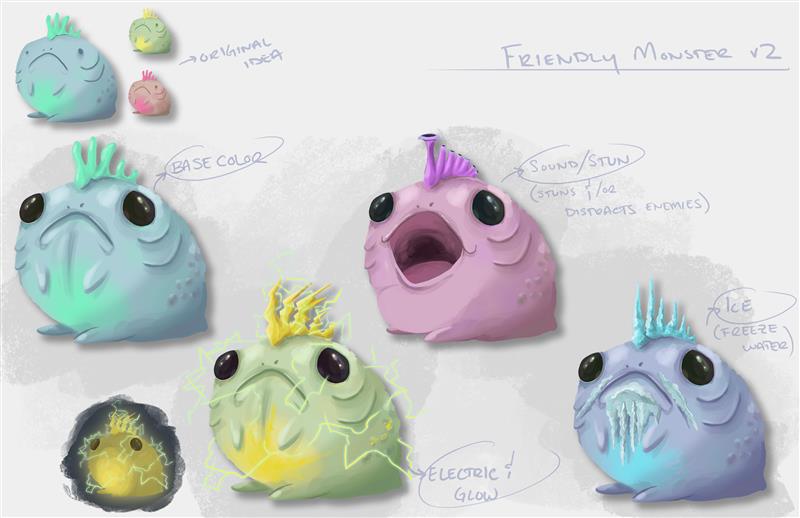 FRIENDLY MONSTER v2
ORIGINAL
IDEA
BASE COLOR
SOUND/STUN
(STUNS &/OR
DISTRACTS ENEMIES)
ICE
(FREEZE
WATER)
ELECTRIC &
GLOW